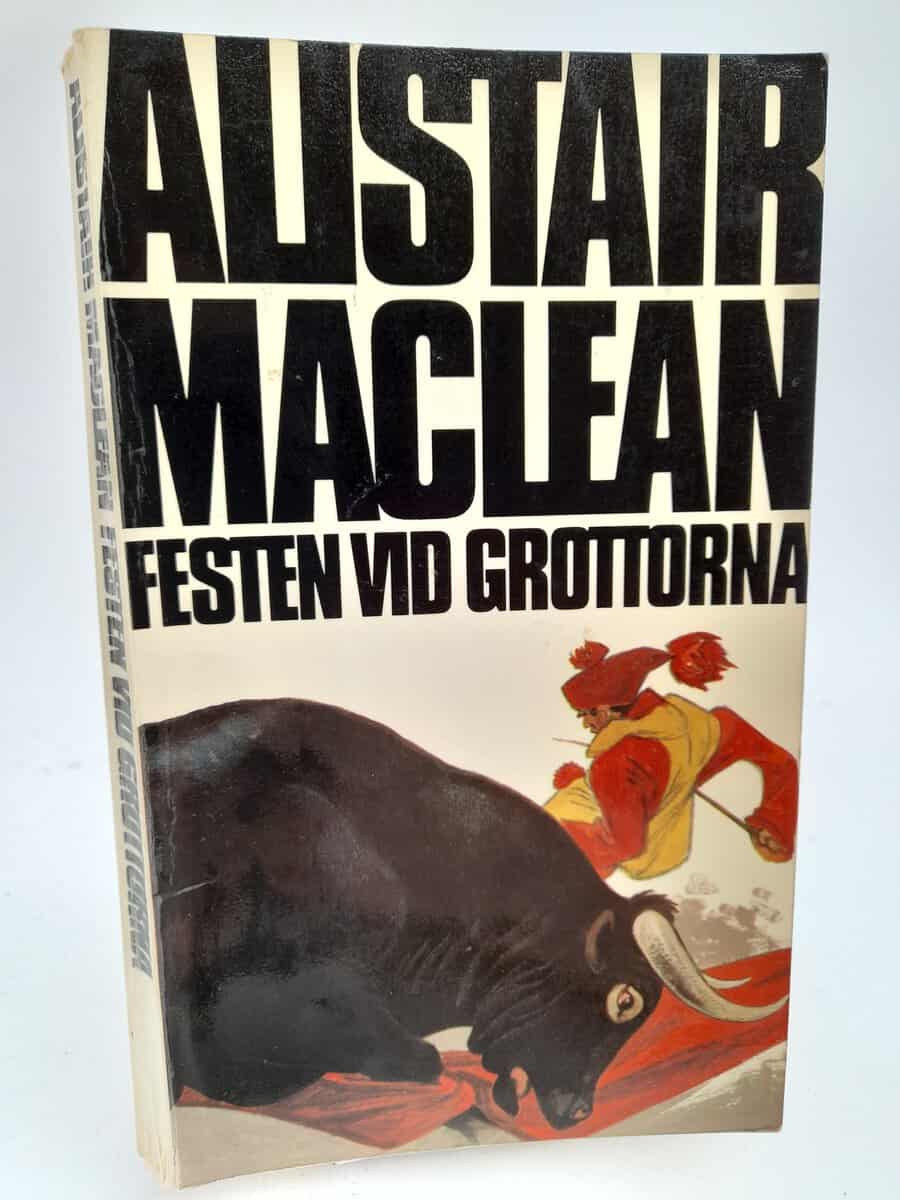 ALISTAIR
MACLEAN
FESTEN VID GROTTORNA
ALISTAIR MACLEAN FESTEN VID GROTTORNA